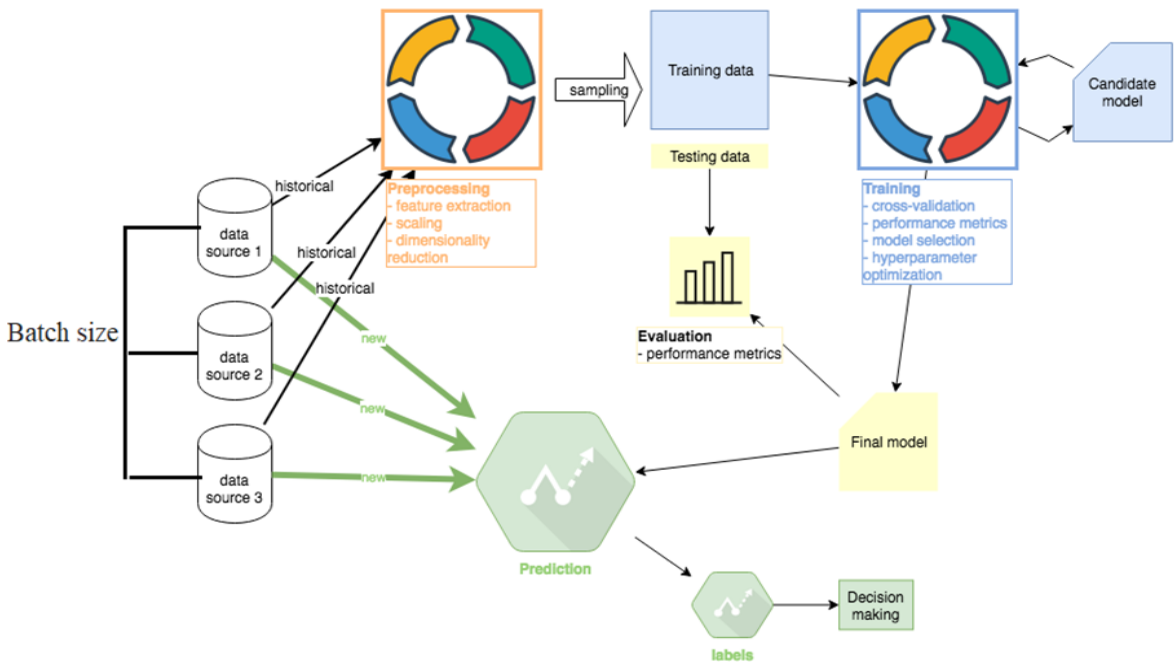 sampling
Training data
Candidate
model
Testing data
historical
Preprocessing
- feature extraction
- scaling
- dimensionality
reduction
Training
- cross-validation
- performance metrics
- model selection
- hyperparameter
optimization
data
source 1
historical
historical
Batch size
new
Evaluation
- performance metrics
data
source 2
new
Final model
data
source 3
new
Prediction
Decision
making
labels